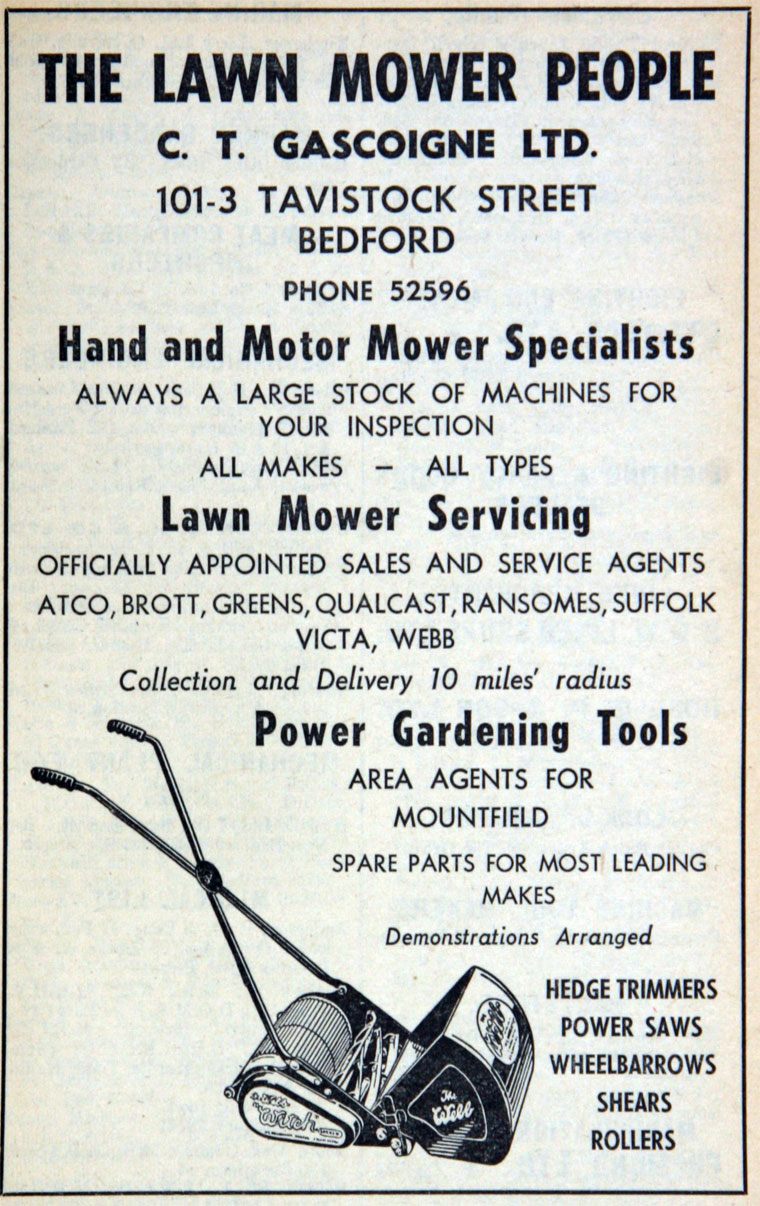 THE LAWN MOWER PEOPLE
C. T. GASCOIGNE LTD.
101-3 TAVISTOCK STREET
BEDFORD
PHONE 52596
Hand and Motor Mower Specialists
ALWAYS A LARGE STOCK OF MACHINES FOR
YOUR INSPECTION
ALL MAKES — ALL TYPES
Lawn Mower Servicing
OFFICIALLY APPOINTED SALES AND SERVICE AGENTS
ATCO, BROTT, GREENS, QUALCAST, RANSOMES, SUFFOLK
VICTA, WEBB
Collection and Delivery 10 miles' radius
Power Gardening Tools
AREA AGENTS FOR
MOUNTFIELD
SPARE PARTS FOR MOST LEADING
MAKES
Demonstrations Arranged
HEDGE TRIMMERS
POWER SAWS
WHEELBARROWS
SHEARS
ROLLERS
Witch
The
Webb